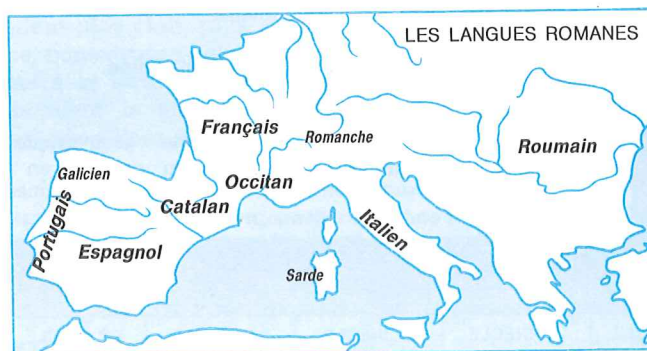 LES LANGUES ROMANES
Français
Romanche
Roumain
Galicien
Occitan
Catalan
Portugais
Espagnol
Italien
Sarde